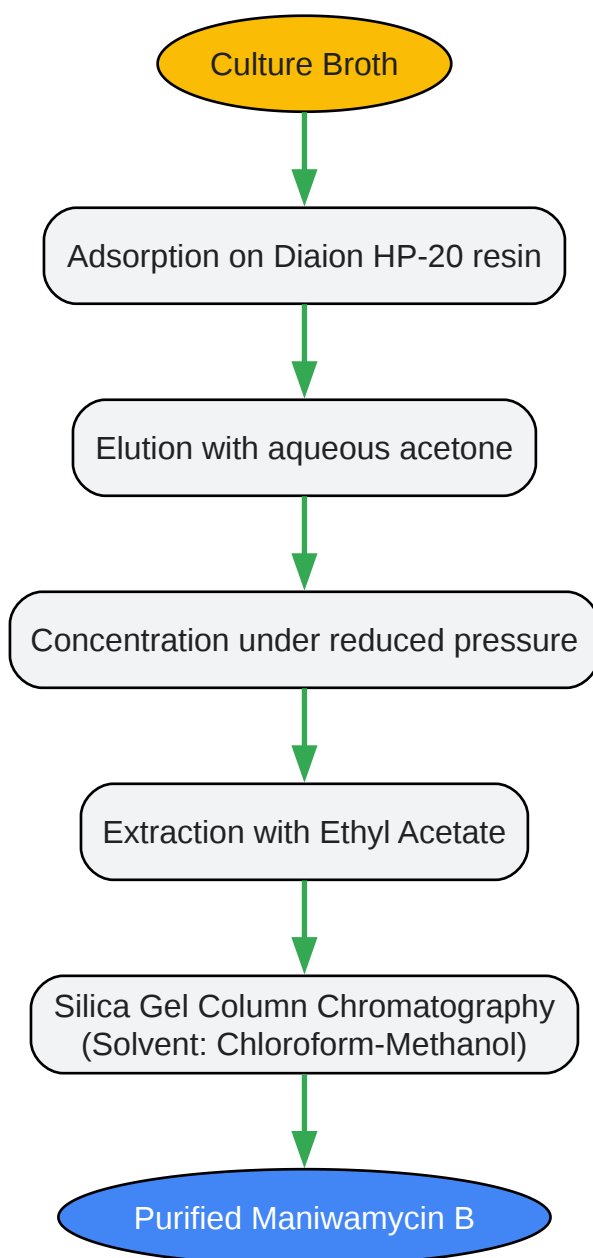 Culture Broth
Adsorption on Diaion HP-20 resin
Elution with aqueous acetone
Concentration under reduced pressure
Extraction with Ethyl Acetate
Silica Gel Column Chromatography
(Solvent: Chloroform-Methanol)
Purified Maniwamycin B